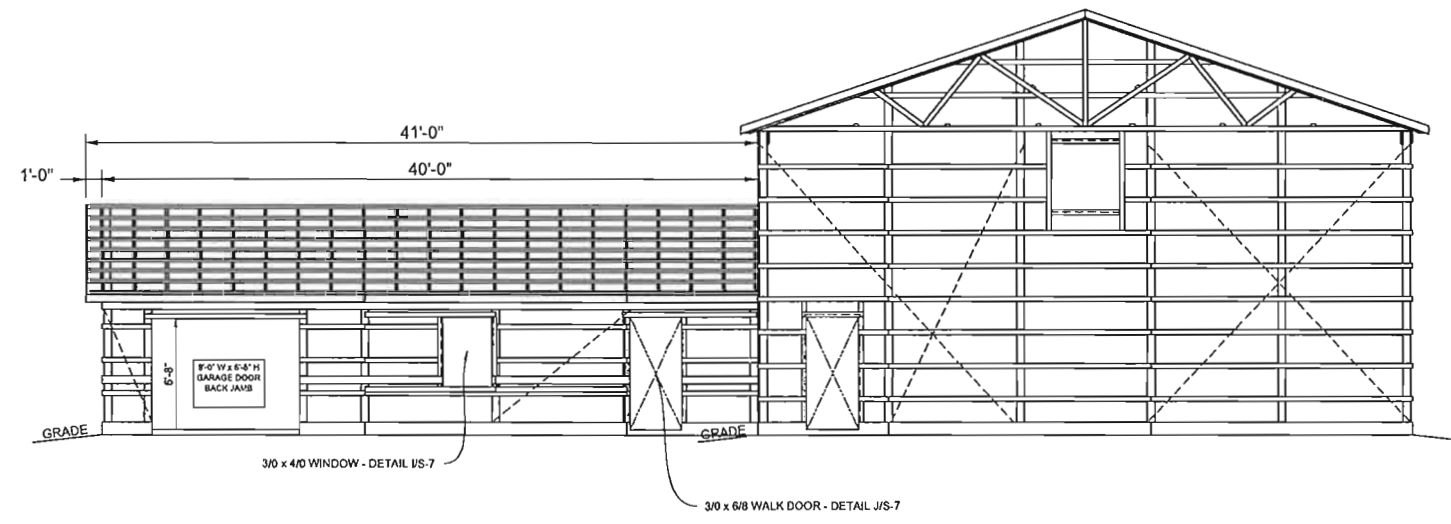 41'-0"
1'-0"
40'-0"
6'-8"
8'-0" W x 6'-8" H
GARAGE DOOR
BACK JAMB
GRADE
GRADE
3/0 x 4/0 WINDOW - DETAIL I/S-7
3/0 x 6/8 WALK DOOR - DETAIL J/S-7